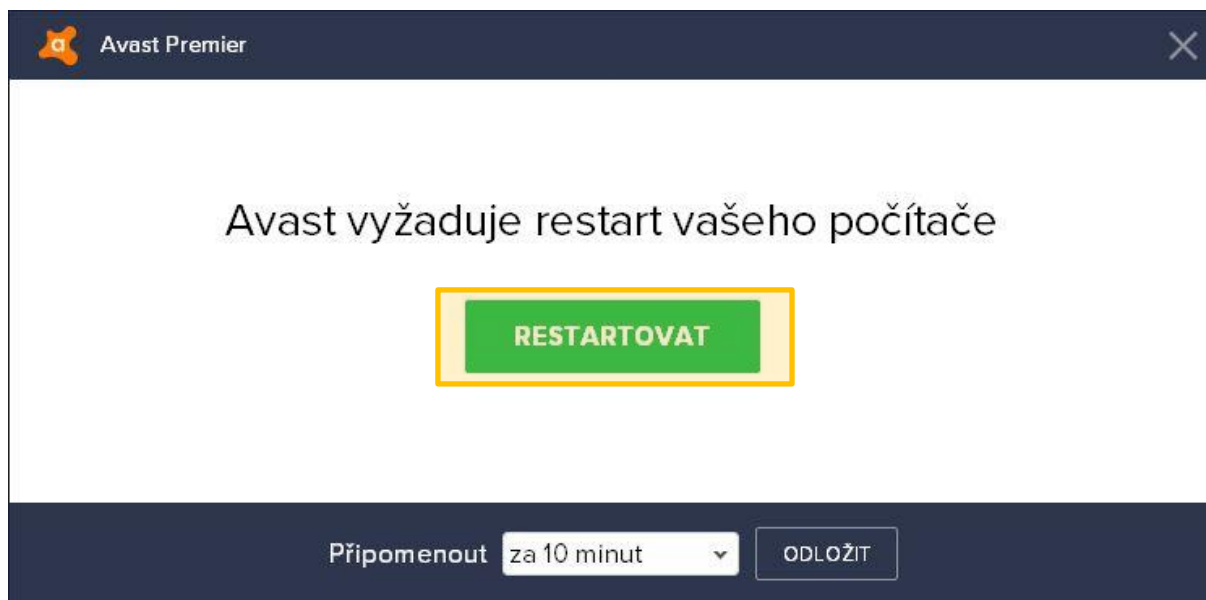 Avast Premier
Avast vyžaduje restart vašeho počítače
RESTARTOVAT
Připomenout za 10 minut ODLOŽIT